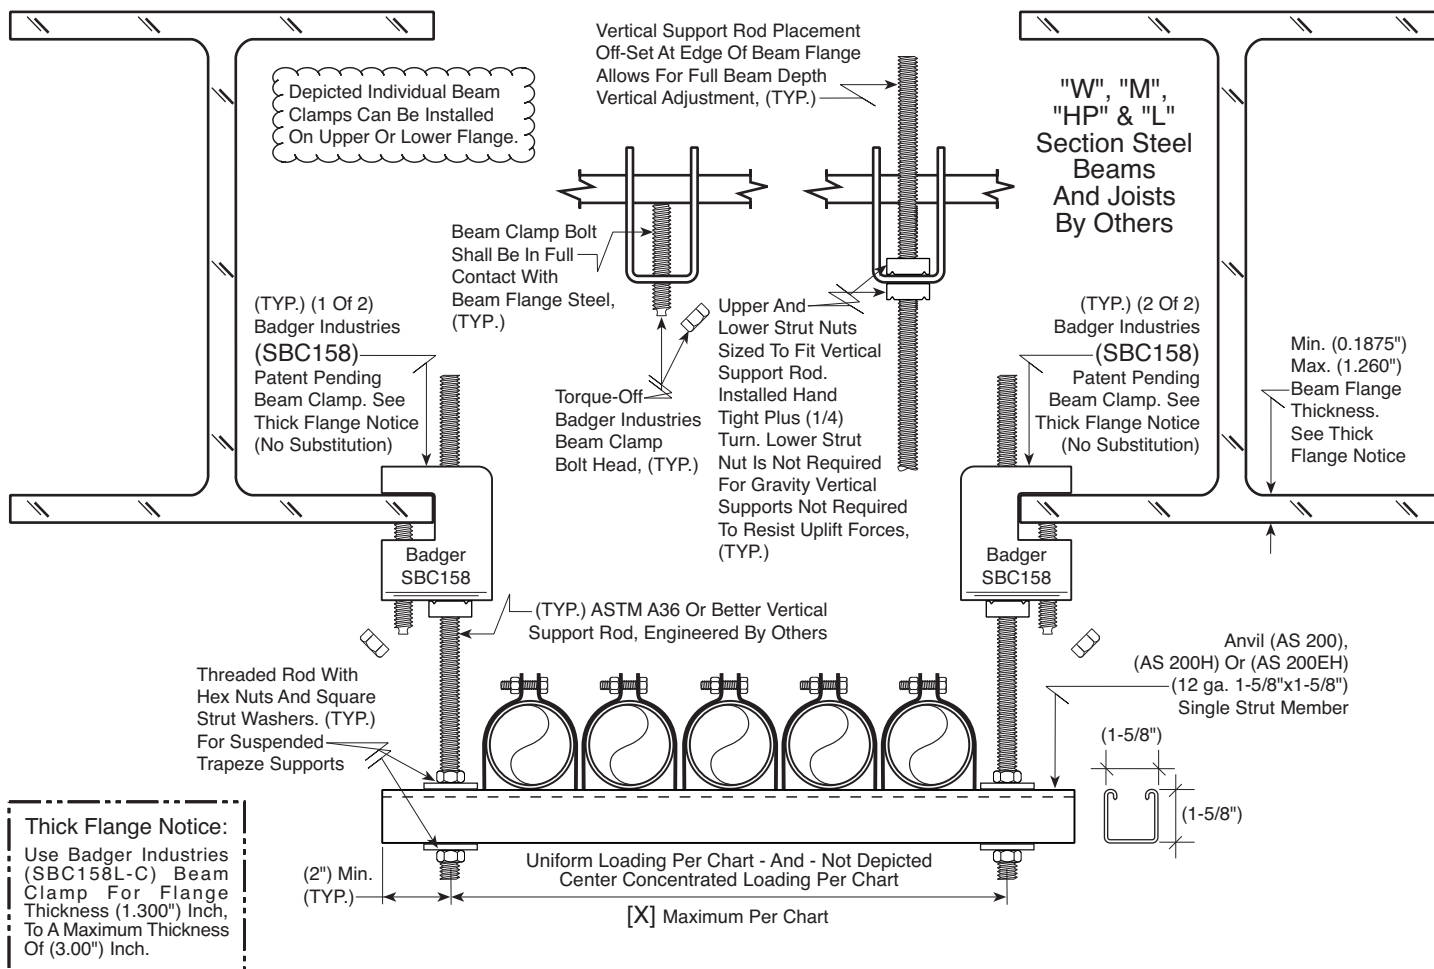 Vertical Support Rod Placement
Off-Set At Edge Of Beam Flange
Allows For Full Beam Depth
Vertical Adjustment, (TYP.)
Depicted Individual Beam
Clamps Can Be Installed
On Upper Or Lower Flange.
"W", "M",
"HP" & "L"
Section Steel
Beams
And Joists
By Others
Beam Clamp Bolt
Shall Be In Full
Contact With
Beam Flange Steel,
(TYP.)
(TYP.) (1 Of 2)
Badger Industries
(SBC158)
Patent Pending
Beam Clamp. See
Thick Flange Notice
(No Substitution)
Torque-Off
Badger Industries
Beam Clamp
Bolt Head, (TYP.)
Upper And
Lower Strut Nuts
Sized To Fit Vertical
Support Rod.
Installed Hand
Tight Plus (1/4)
Turn. Lower Strut
Nut Is Not Required
For Gravity Vertical
Supports Not Required
To Resist Uplift Forces,
(TYP.)
(TYP.) (2 Of 2)
Badger Industries
(SBC158)
Patent Pending
Beam Clamp. See
Thick Flange Notice
(No Substitution)
Min. (0.1875")
Max. (1.260")
Beam Flange
Thickness.
See Thick
Flange Notice
Badger
SBC158
Badger
SBC158
(TYP.) ASTM A36 Or Better Vertical
Support Rod, Engineered By Others
Threaded Rod With
Hex Nuts And Square
Strut Washers. (TYP.)
For Suspended
Trapeze Supports
Anvil (AS 200),
(AS 200H) Or (AS 200EH)
(12 ga. 1-5/8"x1-5/8")
Single Strut Member
(1-5/8")
(1-5/8")
Thick Flange Notice:
Use Badger Industries
(SBC158L-C) Beam
Clamp For Flange
Thickness (1.300") Inch,
To A Maximum Thickness
Of (3.00") Inch.
(2") Min.
(TYP.)
Uniform Loading Per Chart - And - Not Depicted
Center Concentrated Loading Per Chart
[X] Maximum Per Chart